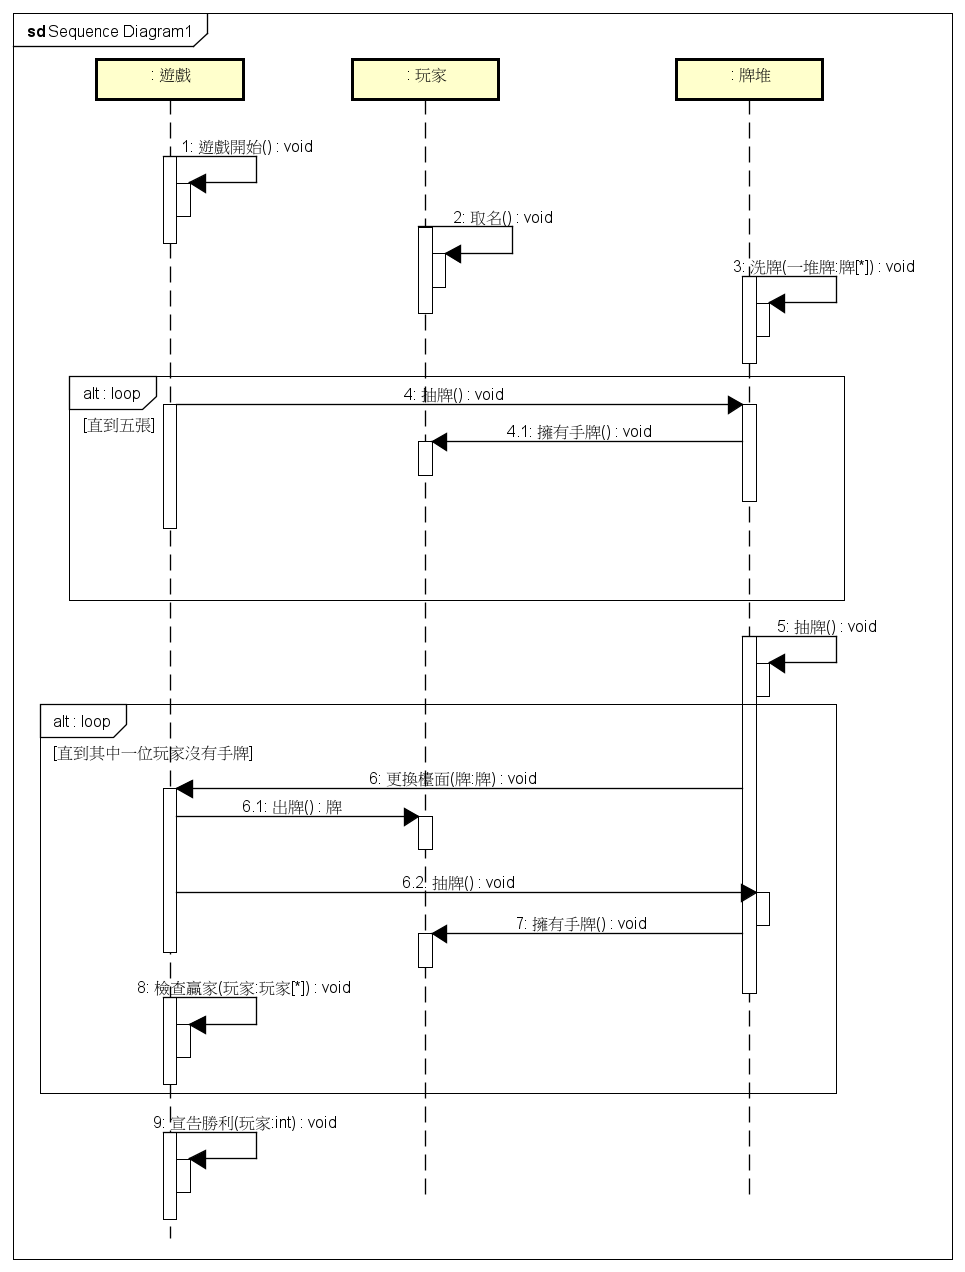 sd Sequence Diagram1
: 遊戲
: 玩家
: 牌堆
1: 遊戲開始() : void
2: 取名() : void
3: 洗牌(一堆牌:牌[*]) : void
alt : loop
4: 抽牌() : void
[直到五張]
4.1: 擁有手牌() : void
5: 抽牌() : void
alt : loop
[直到其中一位玩家沒有手牌]
6: 更換檯面(牌:牌) : void
6.1: 出牌() : 牌
6.2: 抽牌() : void
7: 擁有手牌() : void
8: 檢查贏家(玩家:玩家[*]) : void
9: 宣告勝利(玩家:int) : void